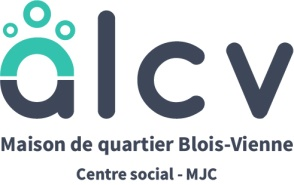 alcv
Maison de quartier Blois-Vienne
Centre social - MJC